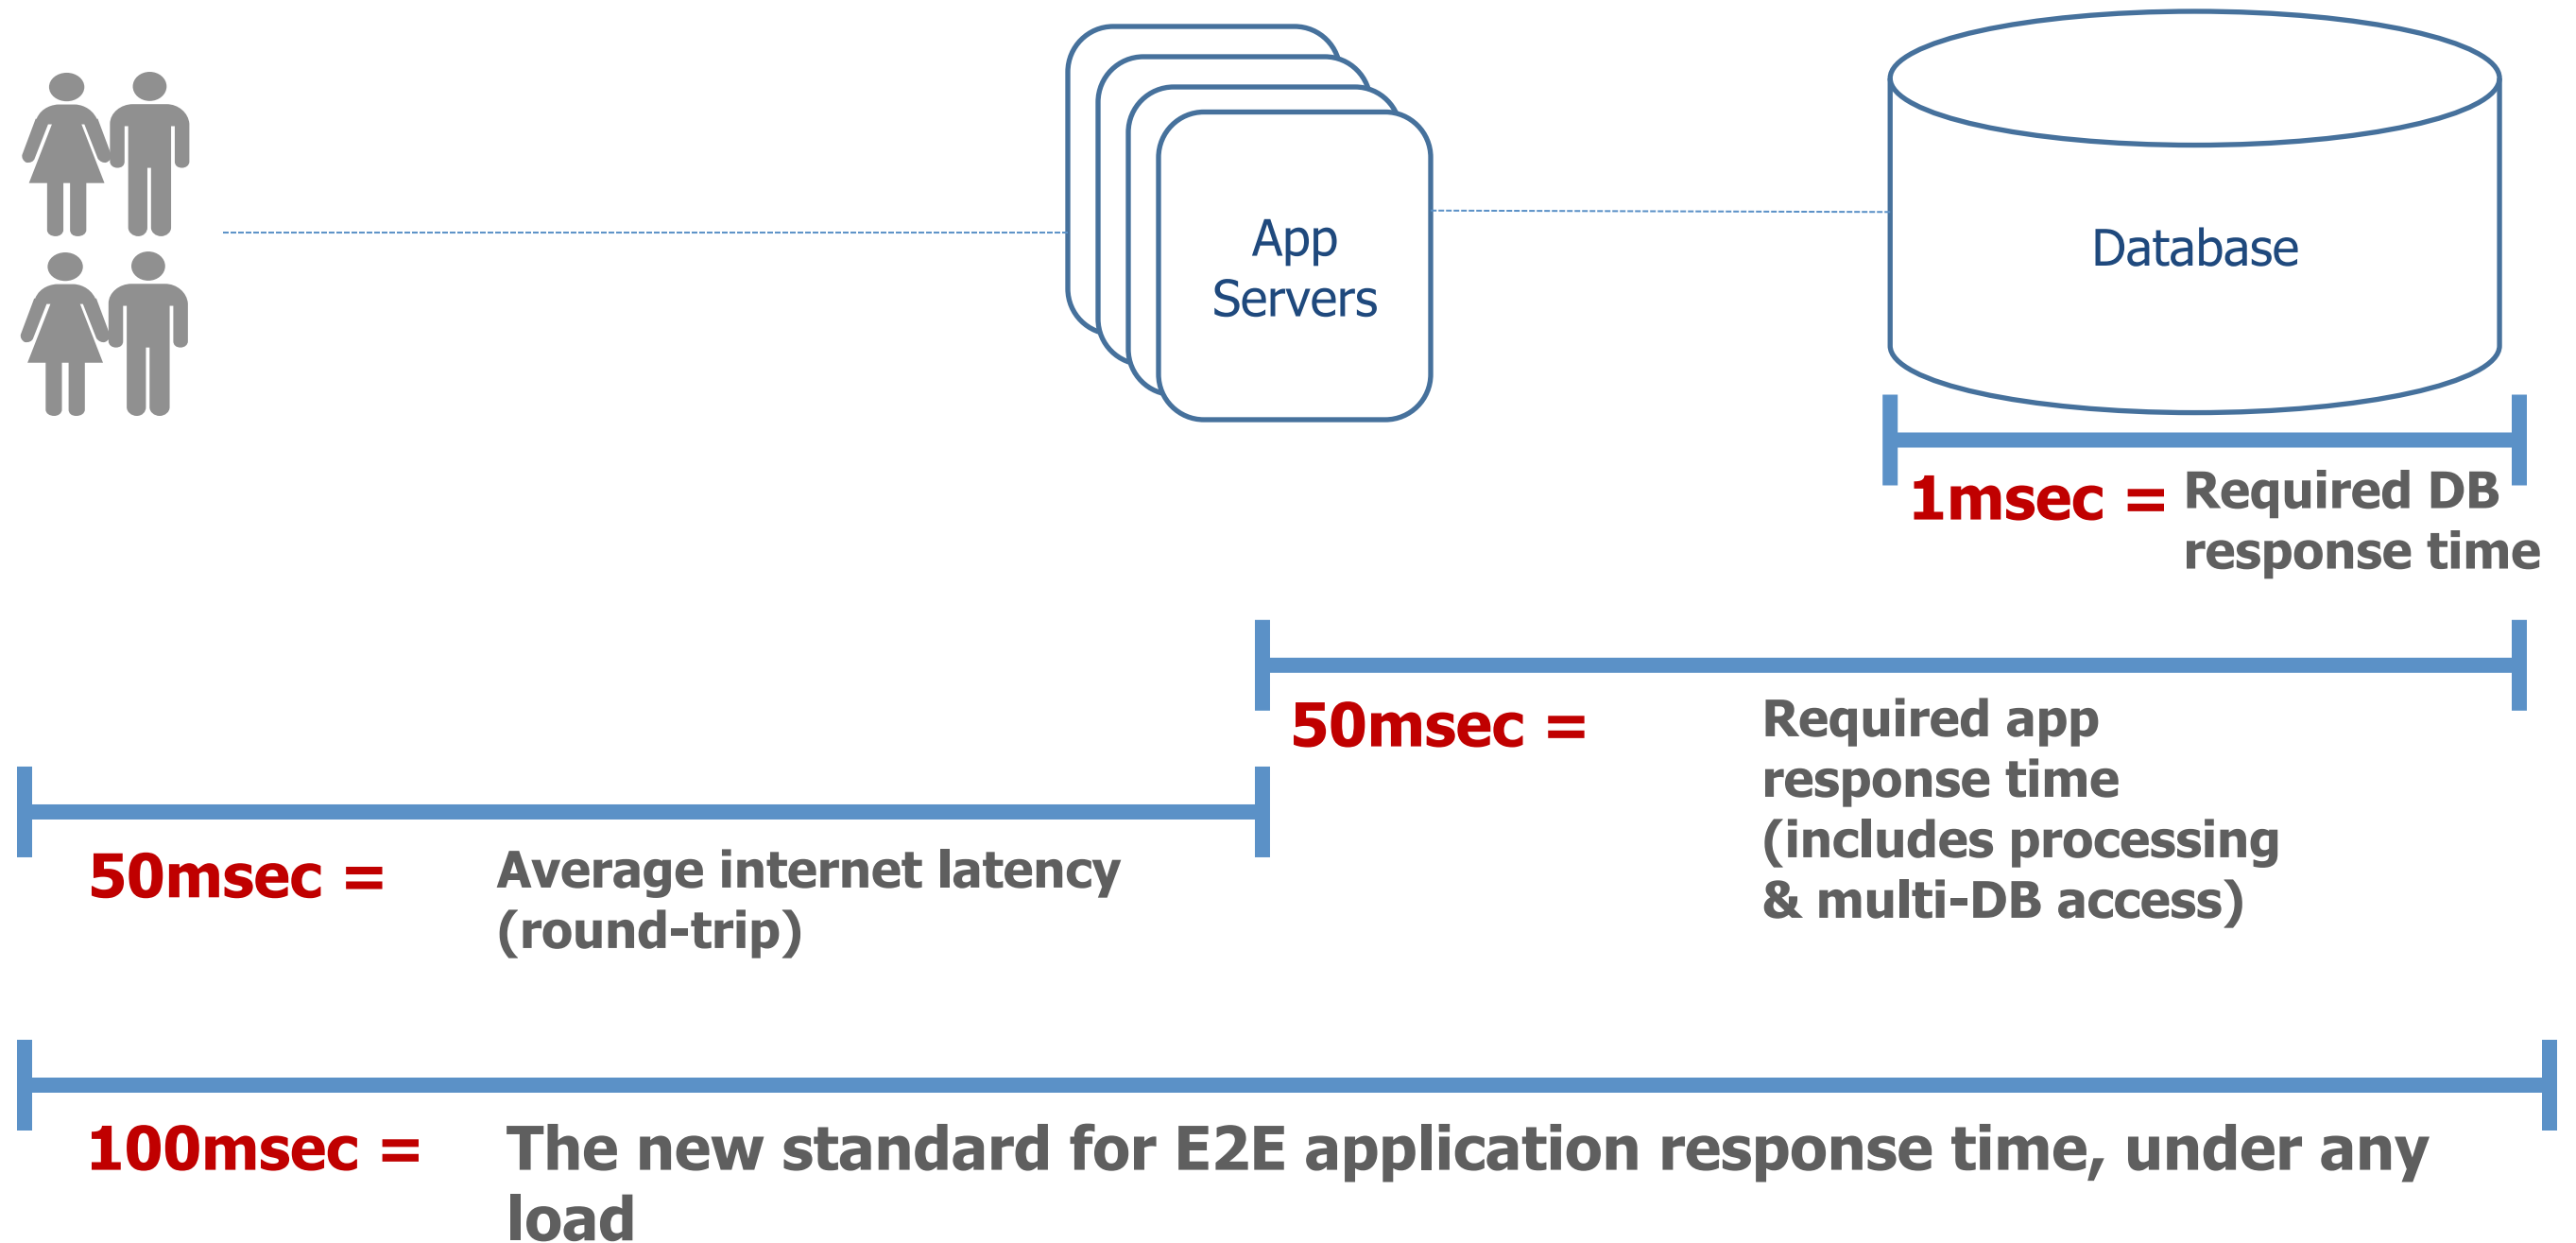 App
Servers
Database
1msec = Required DB
response time
50msec = Required app
response time
(includes processing
& multi-DB access)
50msec = Average internet latency
(round-trip)
100msec = The new standard for E2E application response time, under any
load